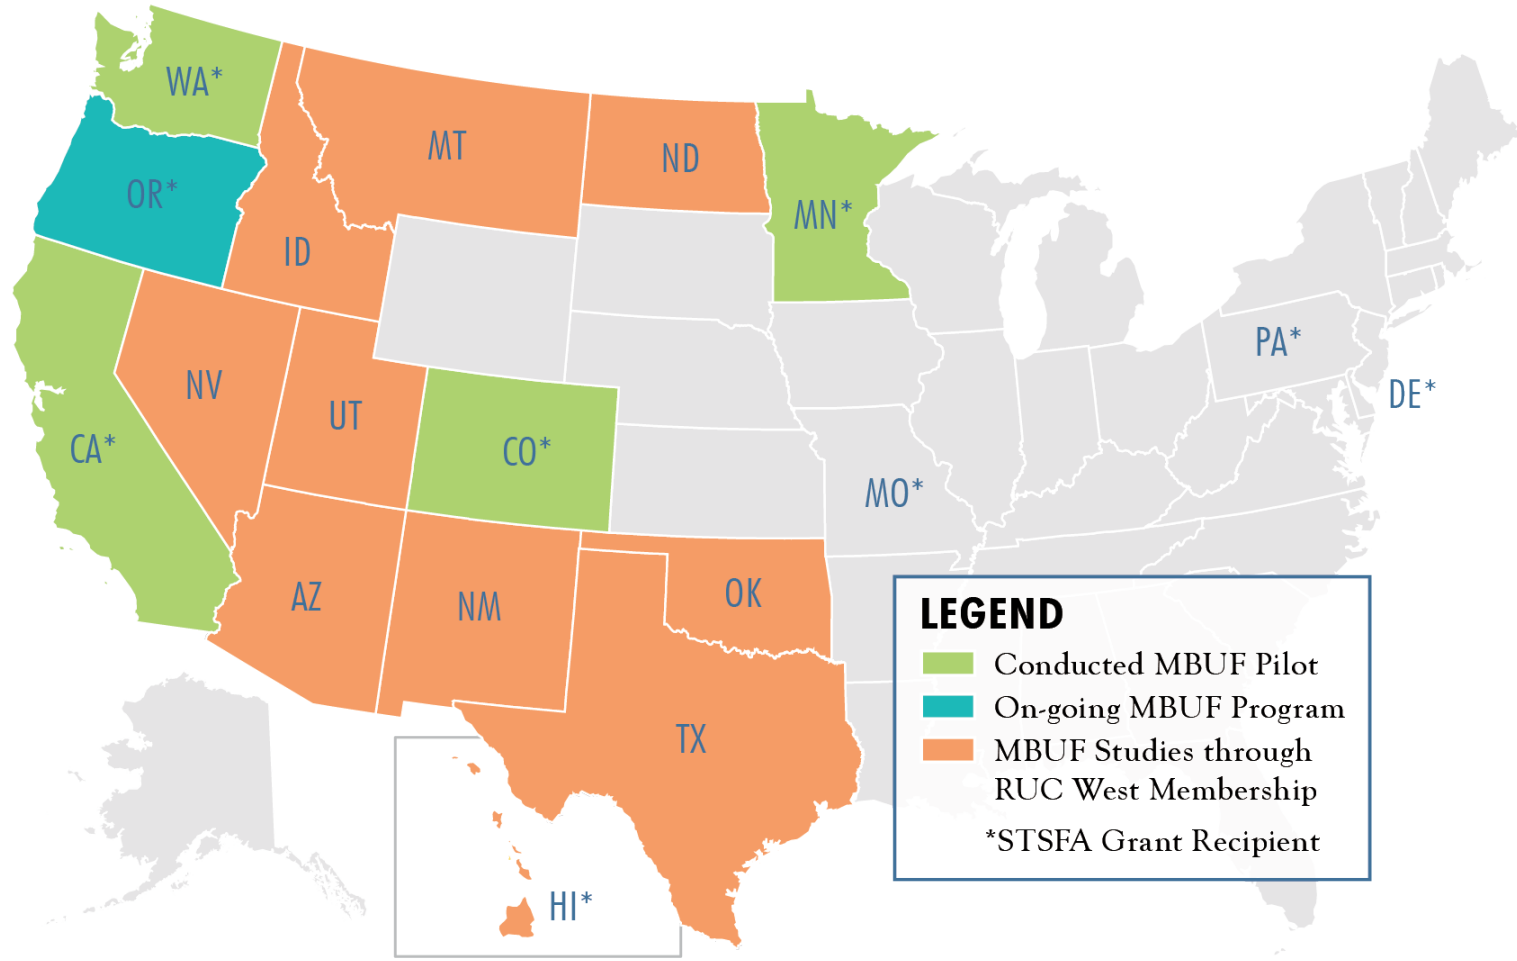 WA*
MT
ND
OR*
MN*
ID
PA*
NV
DE*
UT
CA*
CO*
MO*
AZ
NM
OK
TX
HI*
LEGEND
Conducted MBUF Pilot
On-going MBUF Program
MBUF Studies through
RUC West Membership
*STSFA Grant Recipient